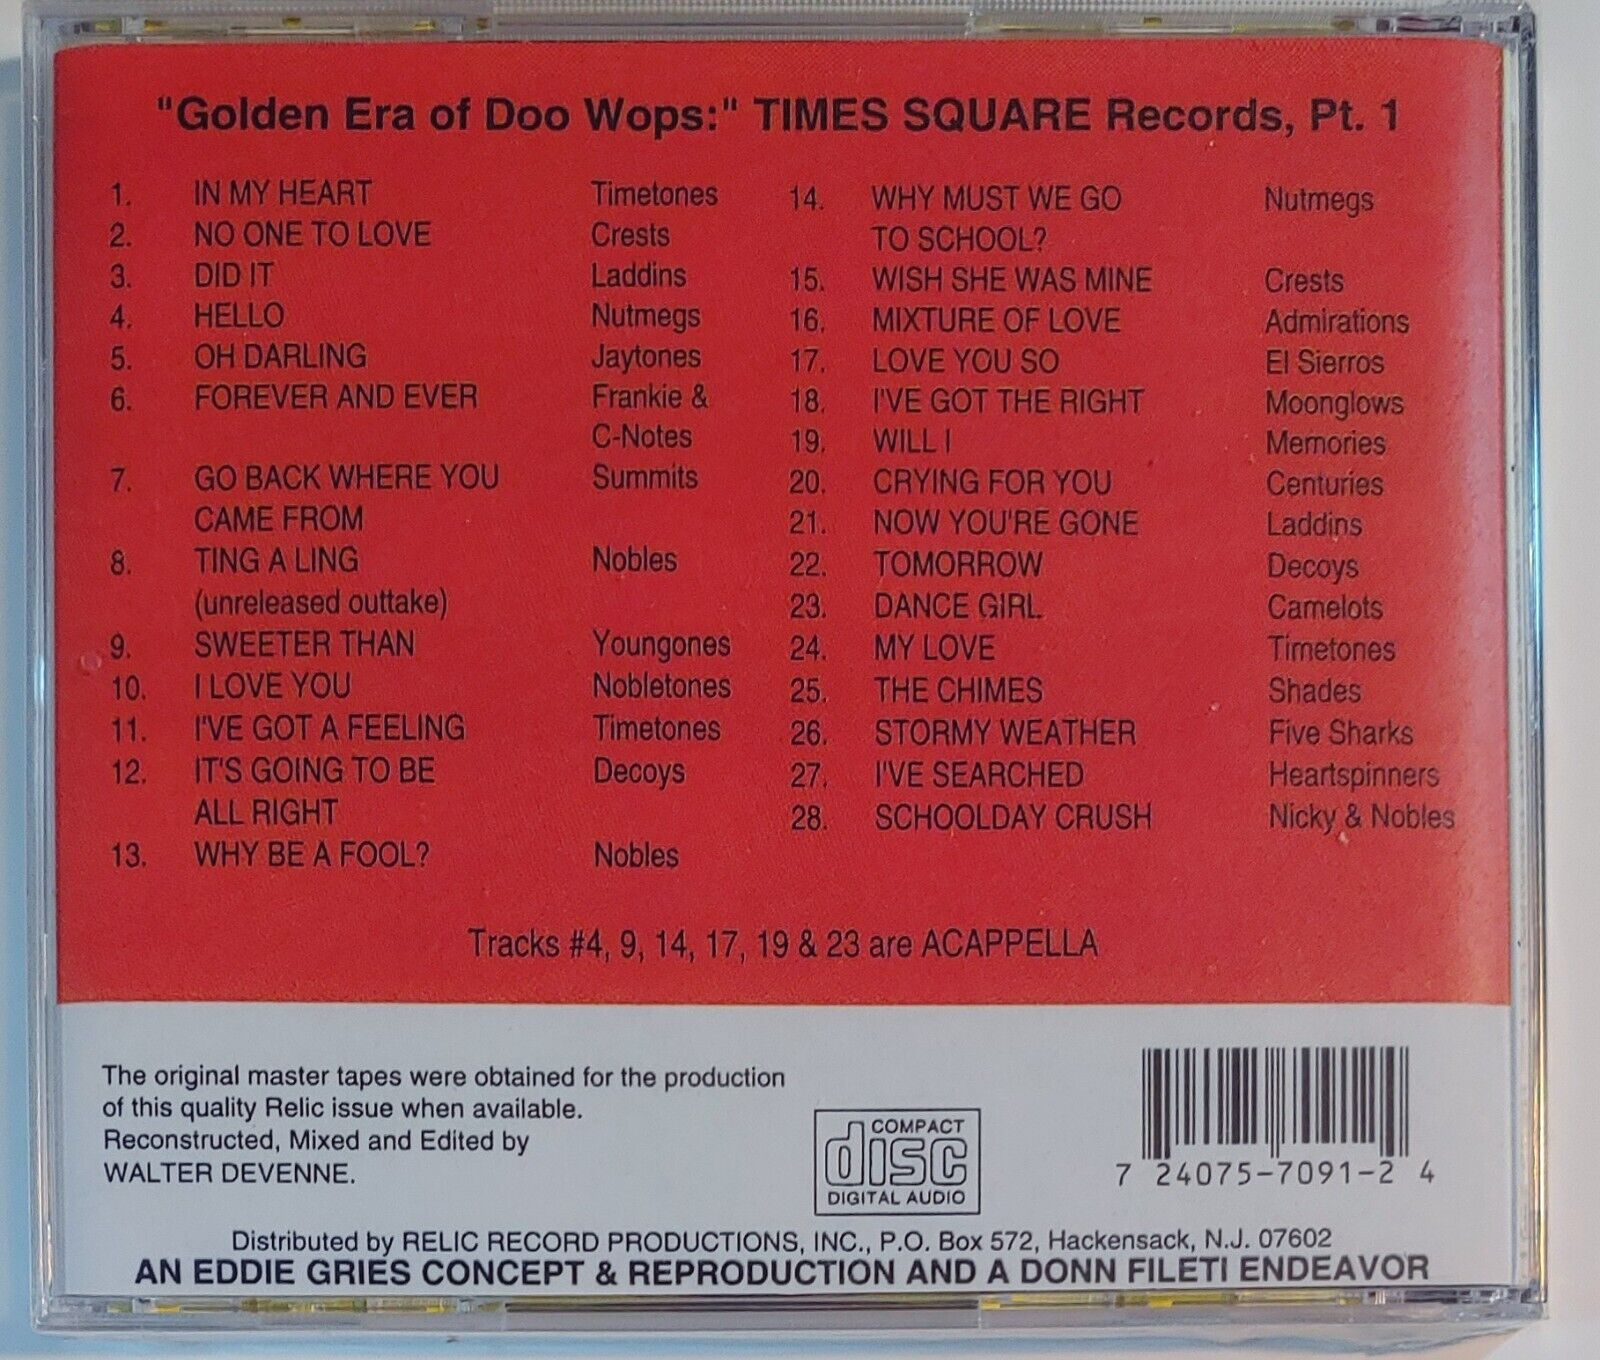 "Golden Era of Doo Wops:" TIMES SQUARE Records, Pt. 1
1. IN MY HEART Timetones
2. NO ONE TO LOVE Crests
3. DID IT Laddins
4. HELLO Nutmegs
5. OH DARLING Jaytones
6. FOREVER AND EVER Frankie &
C-Notes
7. GO BACK WHERE YOU Summits
CAME FROM
8. TING A LING Nobles
(unreleased outtake)
9. SWEETER THAN Youngones
10. I LOVE YOU Nobletones
11. I'VE GOT A FEELING Timetones
12. IT'S GOING TO BE Decoys
ALL RIGHT
13. WHY BE A FOOL? Nobles
14. WHY MUST WE GO Nutmegs
TO SCHOOL?
15. WISH SHE WAS MINE Crests
16. MIXTURE OF LOVE Admirations
17. LOVE YOU SO El Sierros
18. I'VE GOT THE RIGHT Moonglows
19. WILL I Memories
20. CRYING FOR YOU Centuries
21. NOW YOU'RE GONE Laddins
22. TOMORROW Decoys
23. DANCE GIRL Camelots
24. MY LOVE Timetones
25. THE CHIMES Shades
26. STORMY WEATHER Five Sharks
27. I'VE SEARCHED Heartspinners
28. SCHOOLDAY CRUSH Nicky & Nobles
Tracks #4, 9, 14, 17, 19 & 23 are ACAPPELLA
The original master tapes were obtained for the production
of this quality Relic issue when available.
Reconstructed, Mixed and Edited by
WALTER DEVENNE.
COMPACT
disc
DIGITAL AUDIO
7 24075-7091-2 4
Distributed by RELIC RECORD PRODUCTIONS, INC., P.O. Box 572, Hackensack, N.J. 07602
AN EDDIE GRIES CONCEPT & REPRODUCTION AND A DONN FILETI ENDEAVOR